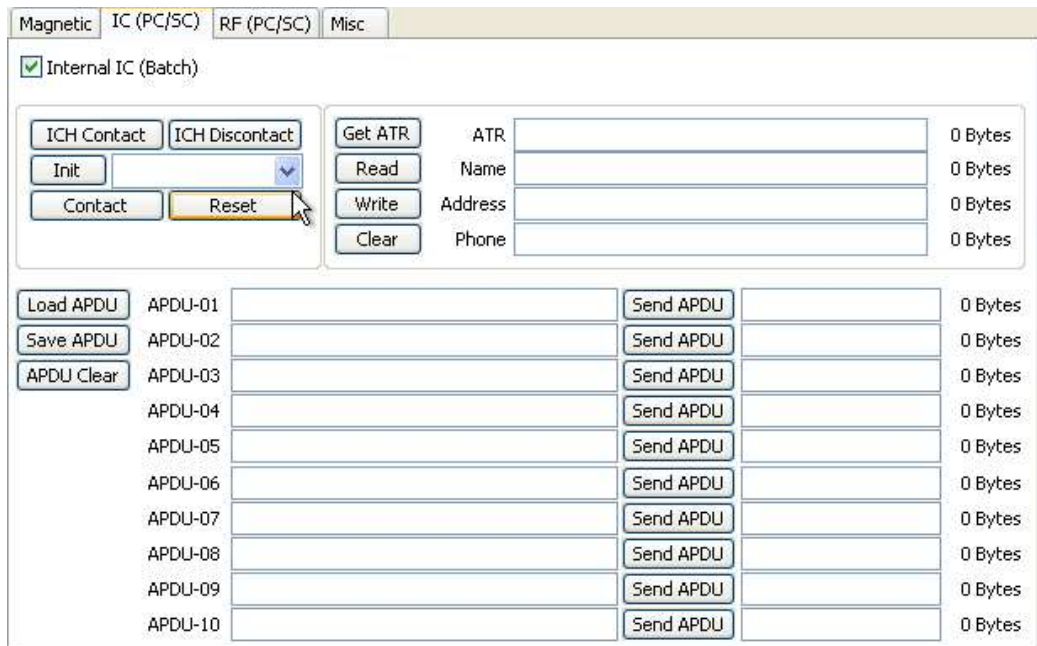 Magnetic IC (PC/SC) RF (PC/SC) Misc
Internal IC (Batch)
ICH Contact ICH Discontact Get ATR ATR 0 Bytes
Init Read Name 0 Bytes
Contact Reset Write Address 0 Bytes
Clear Phone 0 Bytes
Load APDU APDU-01 Send APDU 0 Bytes
Save APDU APDU-02 Send APDU 0 Bytes
APDU Clear APDU-03 Send APDU 0 Bytes
APDU-04 Send APDU 0 Bytes
APDU-05 Send APDU 0 Bytes
APDU-06 Send APDU 0 Bytes
APDU-07 Send APDU 0 Bytes
APDU-08 Send APDU 0 Bytes
APDU-09 Send APDU 0 Bytes
APDU-10 Send APDU 0 Bytes